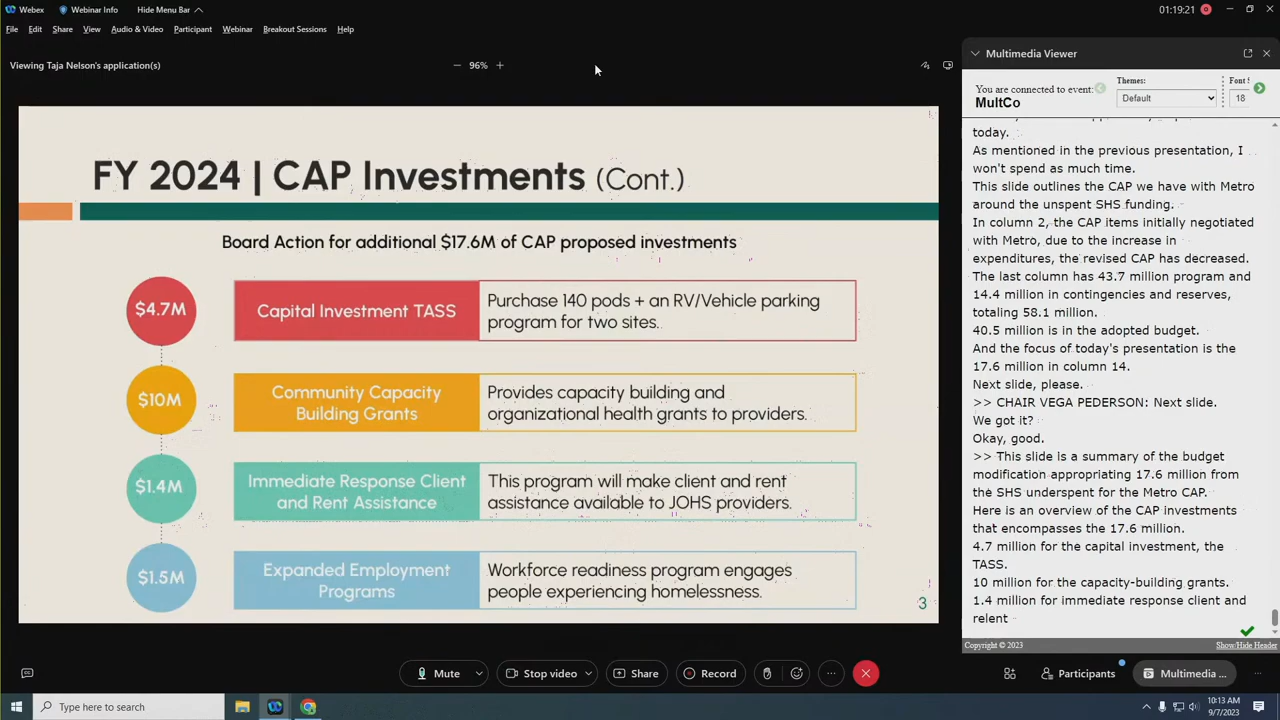 Webex
Webinar Info
Hide Menu Bar
01:19:21
File
Edit
Share
View
Audio & Video
Participant
Webinar
Breakout Sessions
Help
Viewing Taja Nelson's application(s)
96%
FY 2024 | CAP Investments (Cont.)
Board Action for additional $17.6M of CAP proposed investments
$4.7M
Capital Investment TASS
Purchase 140 pods + an RV/Vehicle parking
program for two sites.
$10M
Community Capacity
Building Grants
Provides capacity building and
organizational health grants to providers.
$1.4M
Immediate Response Client
and Rent Assistance
This program will make client and rent
assistance available to JOHS providers.
$1.5M
Expanded Employment
Programs
Workforce readiness program engages
people experiencing homelessness.
3
Multimedia Viewer
You are connected to event:
MultCo
Themes:
Default
Font S
18
today.
As mentioned in the previous presentation, I
won't spend as much time.
This slide outlines the CAP we have with Metro
around the unspent SHS funding.
In column 2, the CAP items initially negotiated
with Metro, due to the increase in
expenditures, the revised CAP has decreased.
The last column has 43.7 million program and
14.4 million in contingencies and reserves,
totaling 58.1 million.
40.5 million is in the adopted budget.
And the focus of today's presentation is the
17.6 million in column 14.
Next slide, please.
>> CHAIR VEGA PEDERSON: Next slide.
We got it?
Okay, good.
>> This slide is a summary of the budget
modification appropriating 17.6 million from
the SHS underspent for the Metro CAP.
Here is an overview of the CAP investments
that encompasses the 17.6 million.
4.7 million for the capital investment, the
TASS.
10 million for the capacity-building grants.
1.4 million for immediate response client and
relent
Copyright © 2023
Show/Hide Header
Mute
Stop video
Share
Record
Participants
Multimedia ...
Type here to search
10:13 AM
9/7/2023